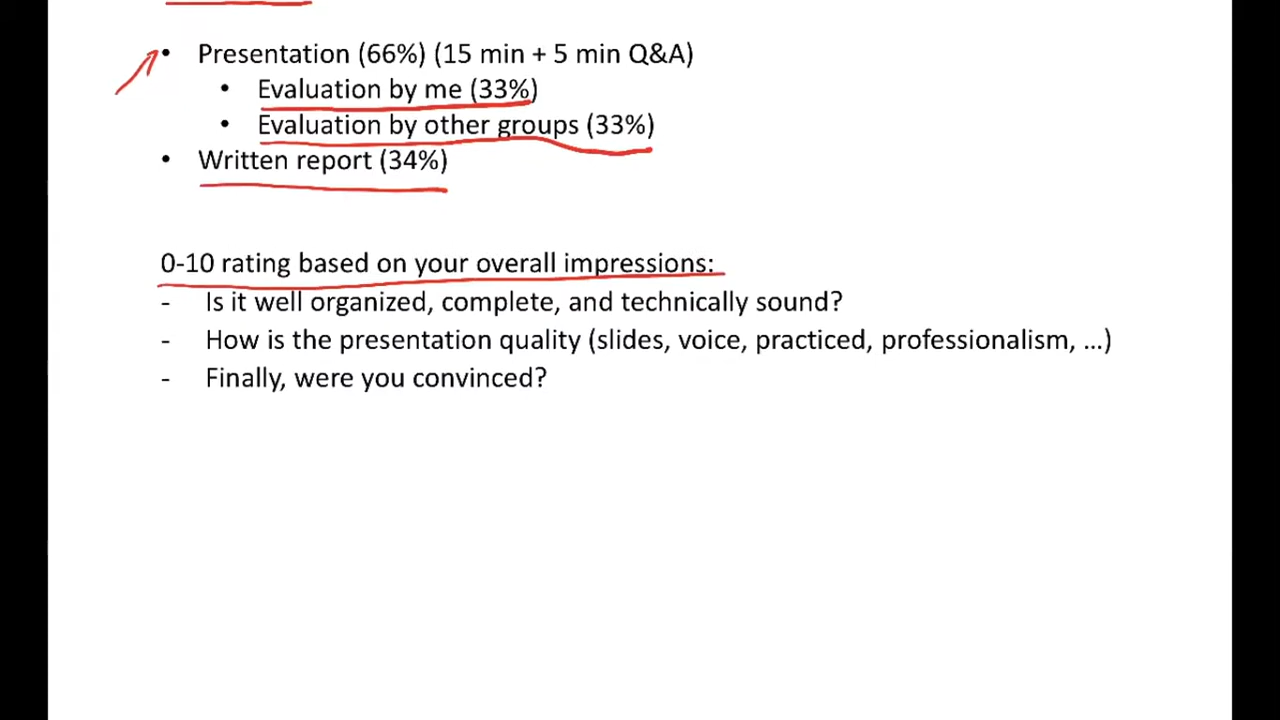 • Presentation (66%) (15 min + 5 min Q&A)
• Evaluation by me (33%)
• Evaluation by other groups (33%)
• Written report (34%)
0-10 rating based on your overall impressions:
- Is it well organized, complete, and technically sound?
- How is the presentation quality (slides, voice, practiced, professionalism, ...)
- Finally, were you convinced?